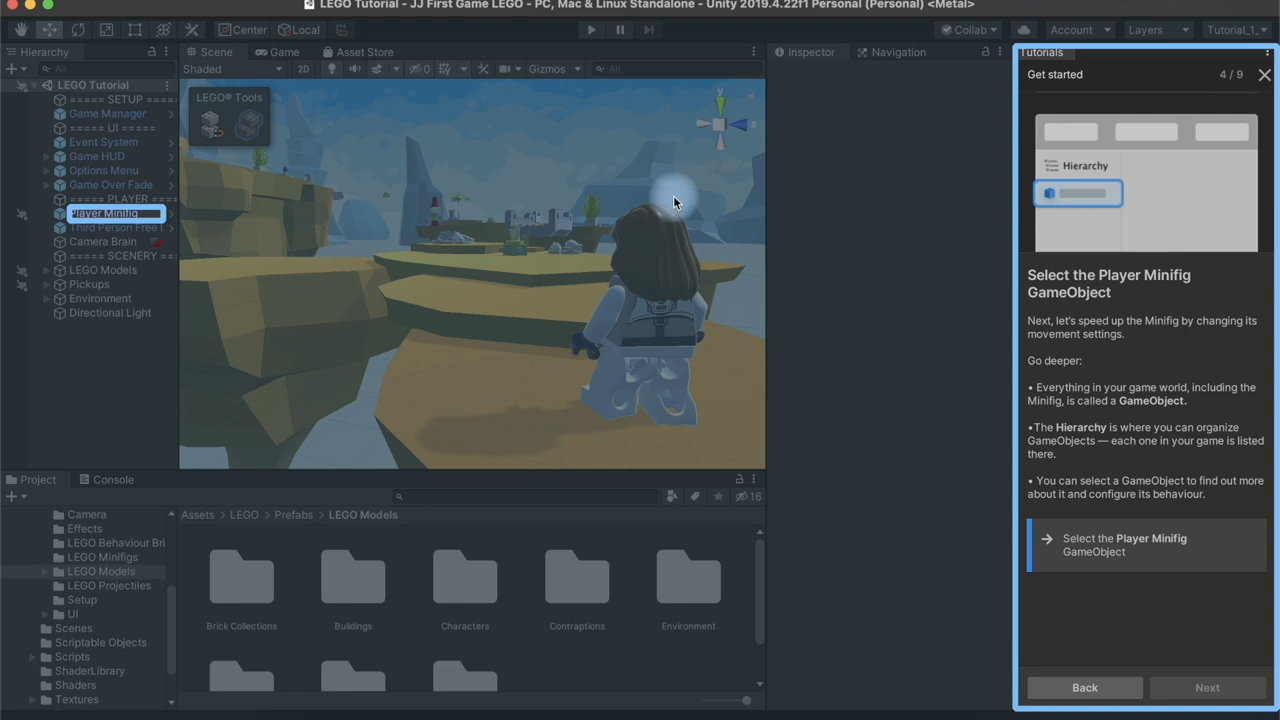 LEGO Tutorial - JJ First Game LEGO - PC, Mac & Linux Standalone - Unity 2019.4.22f1 Personal (Personal) <Metal>
Center Local Collab Account Layers Tutorial_1_
Hierarchy
All
LEGO Tutorial
===== SETUP =====
Game Manager
===== UI =====
Event System
Game HUD
Options Menu
Game Over Fade
===== PLAYER ====
Player Minifig
Third Person Free
Camera Brain
===== SCENERY ==
LEGO Models
Pickups
Environment
Directional Light
Scene Game Asset Store
Shaded 2D 0 Gizmos All
LEGO® Tools
y
z
Inspector Navigation
Project Console
16
Camera
Effects
LEGO Behaviour Bri
LEGO Minifigs
LEGO Models
LEGO Projectiles
Setup
UI
Scenes
Scriptable Objects
Scripts
ShaderLibrary
Shaders
Textures
Assets > LEGO > Prefabs > LEGO Models
Brick Collections Buildings Characters Contraptions Environment
Tutorials
Get started 4 / 9
Hierarchy
Select the Player Minifig
GameObject
Next, let's speed up the Minifig by changing its
movement settings.
Go deeper:
• Everything in your game world, including the
Minifig, is called a GameObject.
•The Hierarchy is where you can organize
GameObjects — each one in your game is listed
there.
• You can select a GameObject to find out more
about it and configure its behaviour.
Select the Player Minifig
GameObject
Back Next